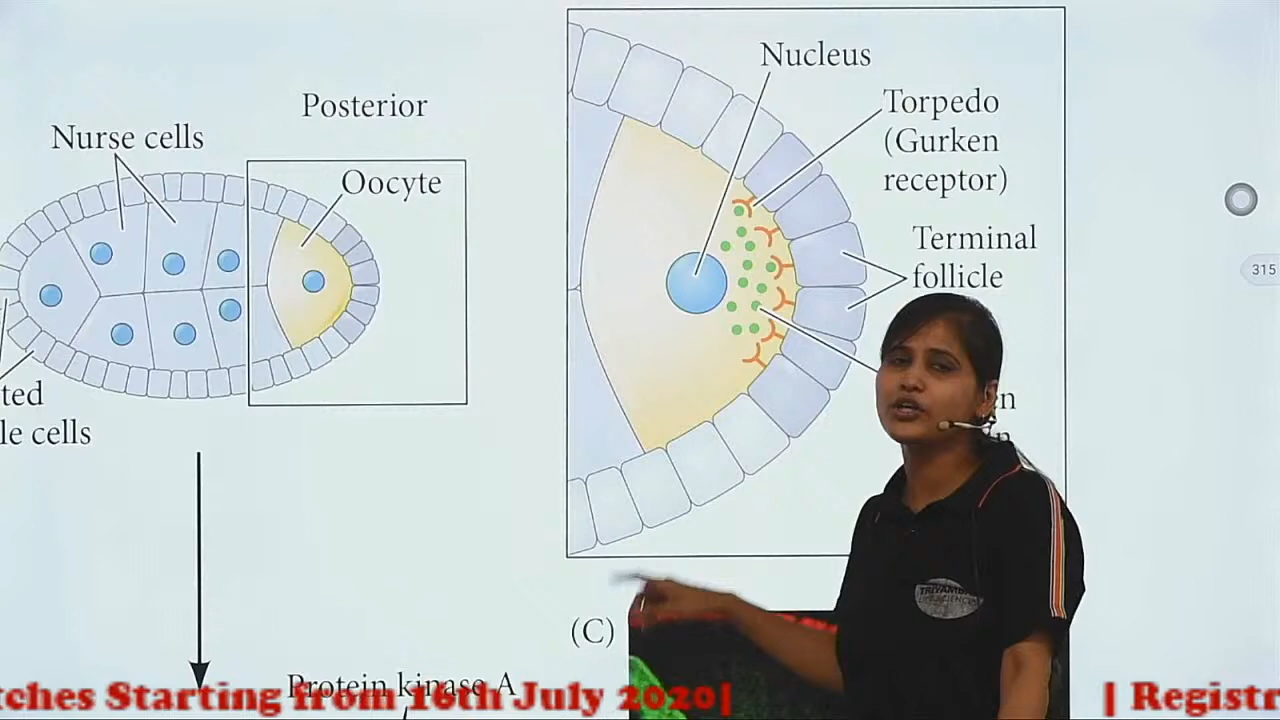 Nucleus
Posterior
Torpedo
(Gurken
receptor)
Nurse cells
Oocyte
Terminal
follicle
315
ted
le cells
(C)
Protein kinase A
tches Starting from 16th July 2020|
| Registr